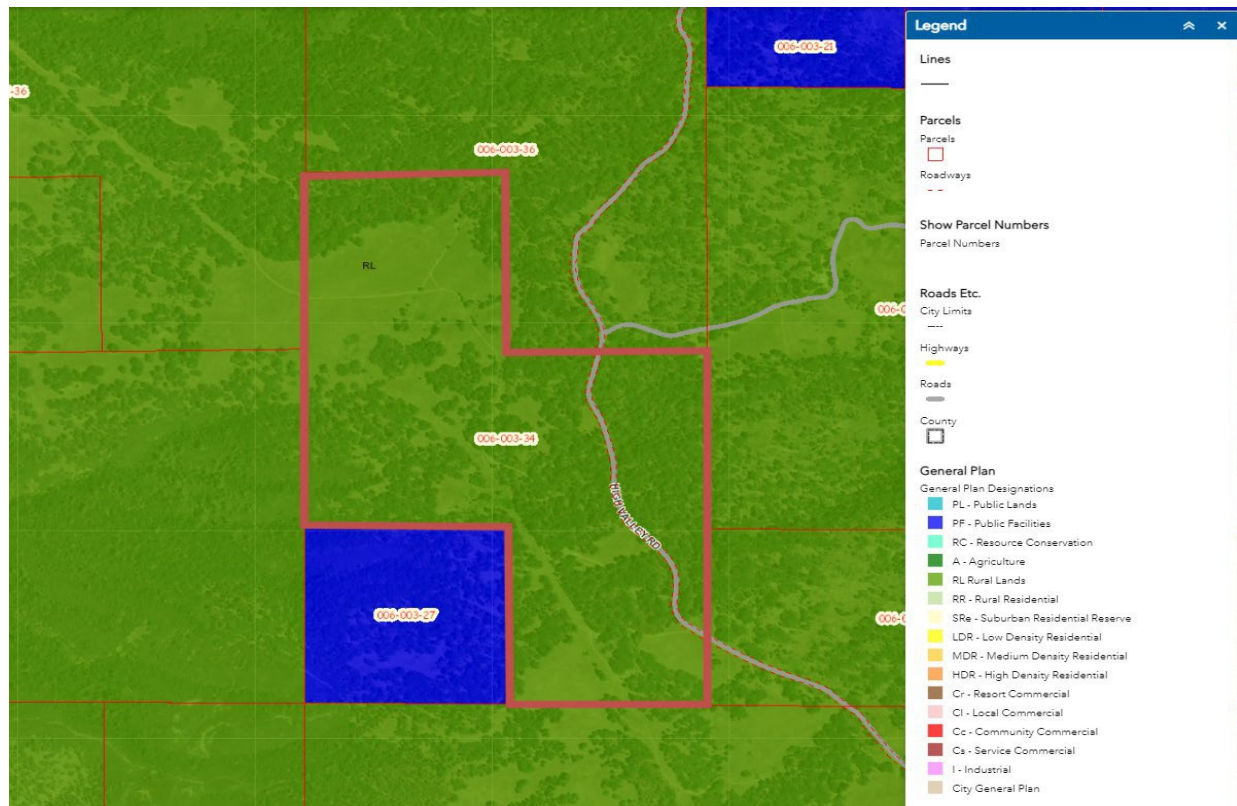 006-003-21
-36
006-003-36
RL
006-0
006-003-34
HIGH VALLEY RD
006-003-27
006-0
Legend
Lines
Parcels
Parcels
Roadways
Show Parcel Numbers
Parcel Numbers
Roads Etc.
City Limits
Highways
Roads
County
General Plan
General Plan Designations
PL - Public Lands
PF - Public Facilities
RC - Resource Conservation
A - Agriculture
RL Rural Lands
RR - Rural Residential
SRe - Suburban Residential Reserve
LDR - Low Density Residential
MDR - Medium Density Residential
HDR - High Density Residential
Cr - Resort Commercial
Cl - Local Commercial
Cc - Community Commercial
Cs - Service Commercial
I - Industrial
City General Plan